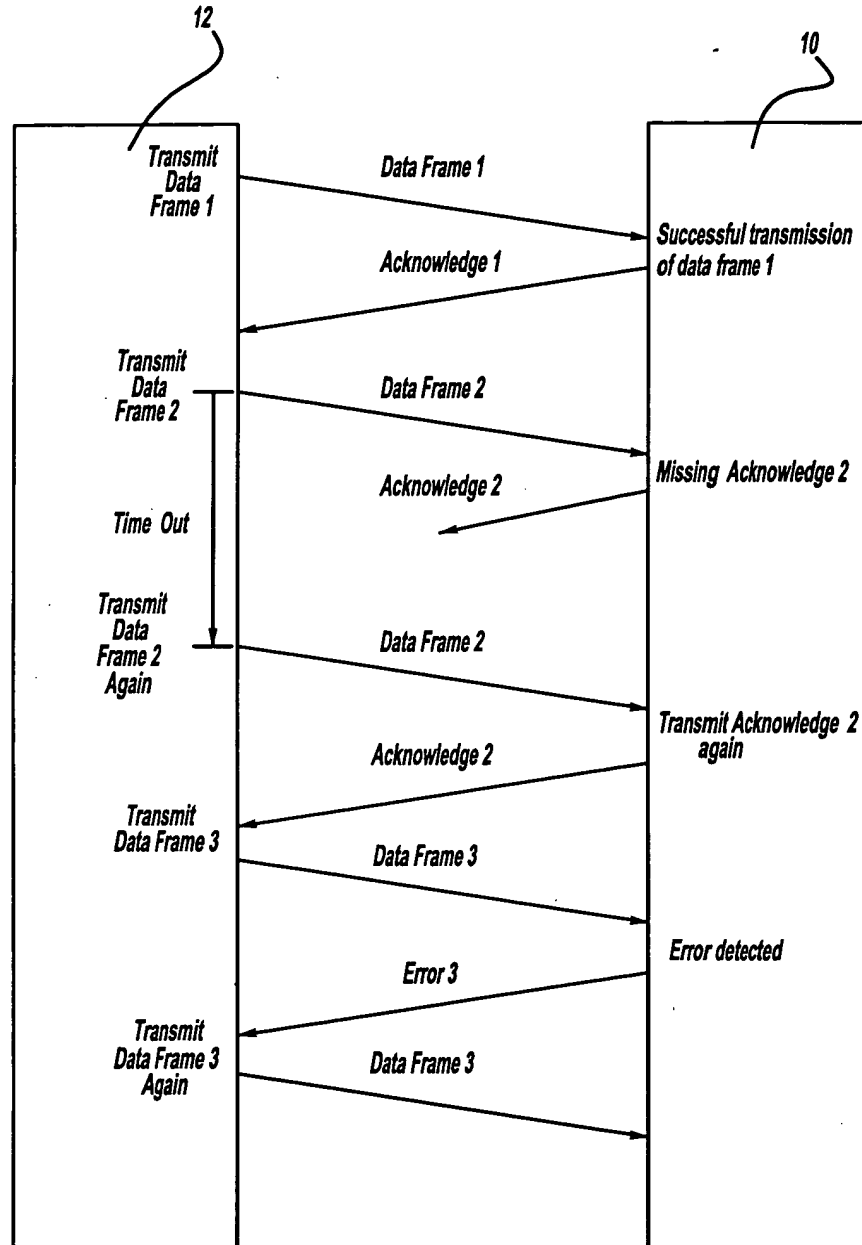 12
10
Transmit
Data
Frame 1
Data Frame 1
Successful transmission
of data frame 1
Acknowledge 1
Transmit
Data
Frame 2
Data Frame 2
Missing Acknowledge 2
Acknowledge 2
Time Out
Transmit
Data
Frame 2
Again
Data Frame 2
Transmit Acknowledge 2
again
Acknowledge 2
Transmit
Data Frame 3
Data Frame 3
Error detected
Error 3
Transmit
Data Frame 3
Again
Data Frame 3